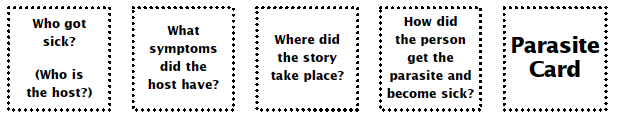 Who got
sick?
(Who is
the host?)
What
symptoms
did the
host have?
Where did
the story
take place?
How did
the person
get the
parasite and
become sick?
Parasite
Card